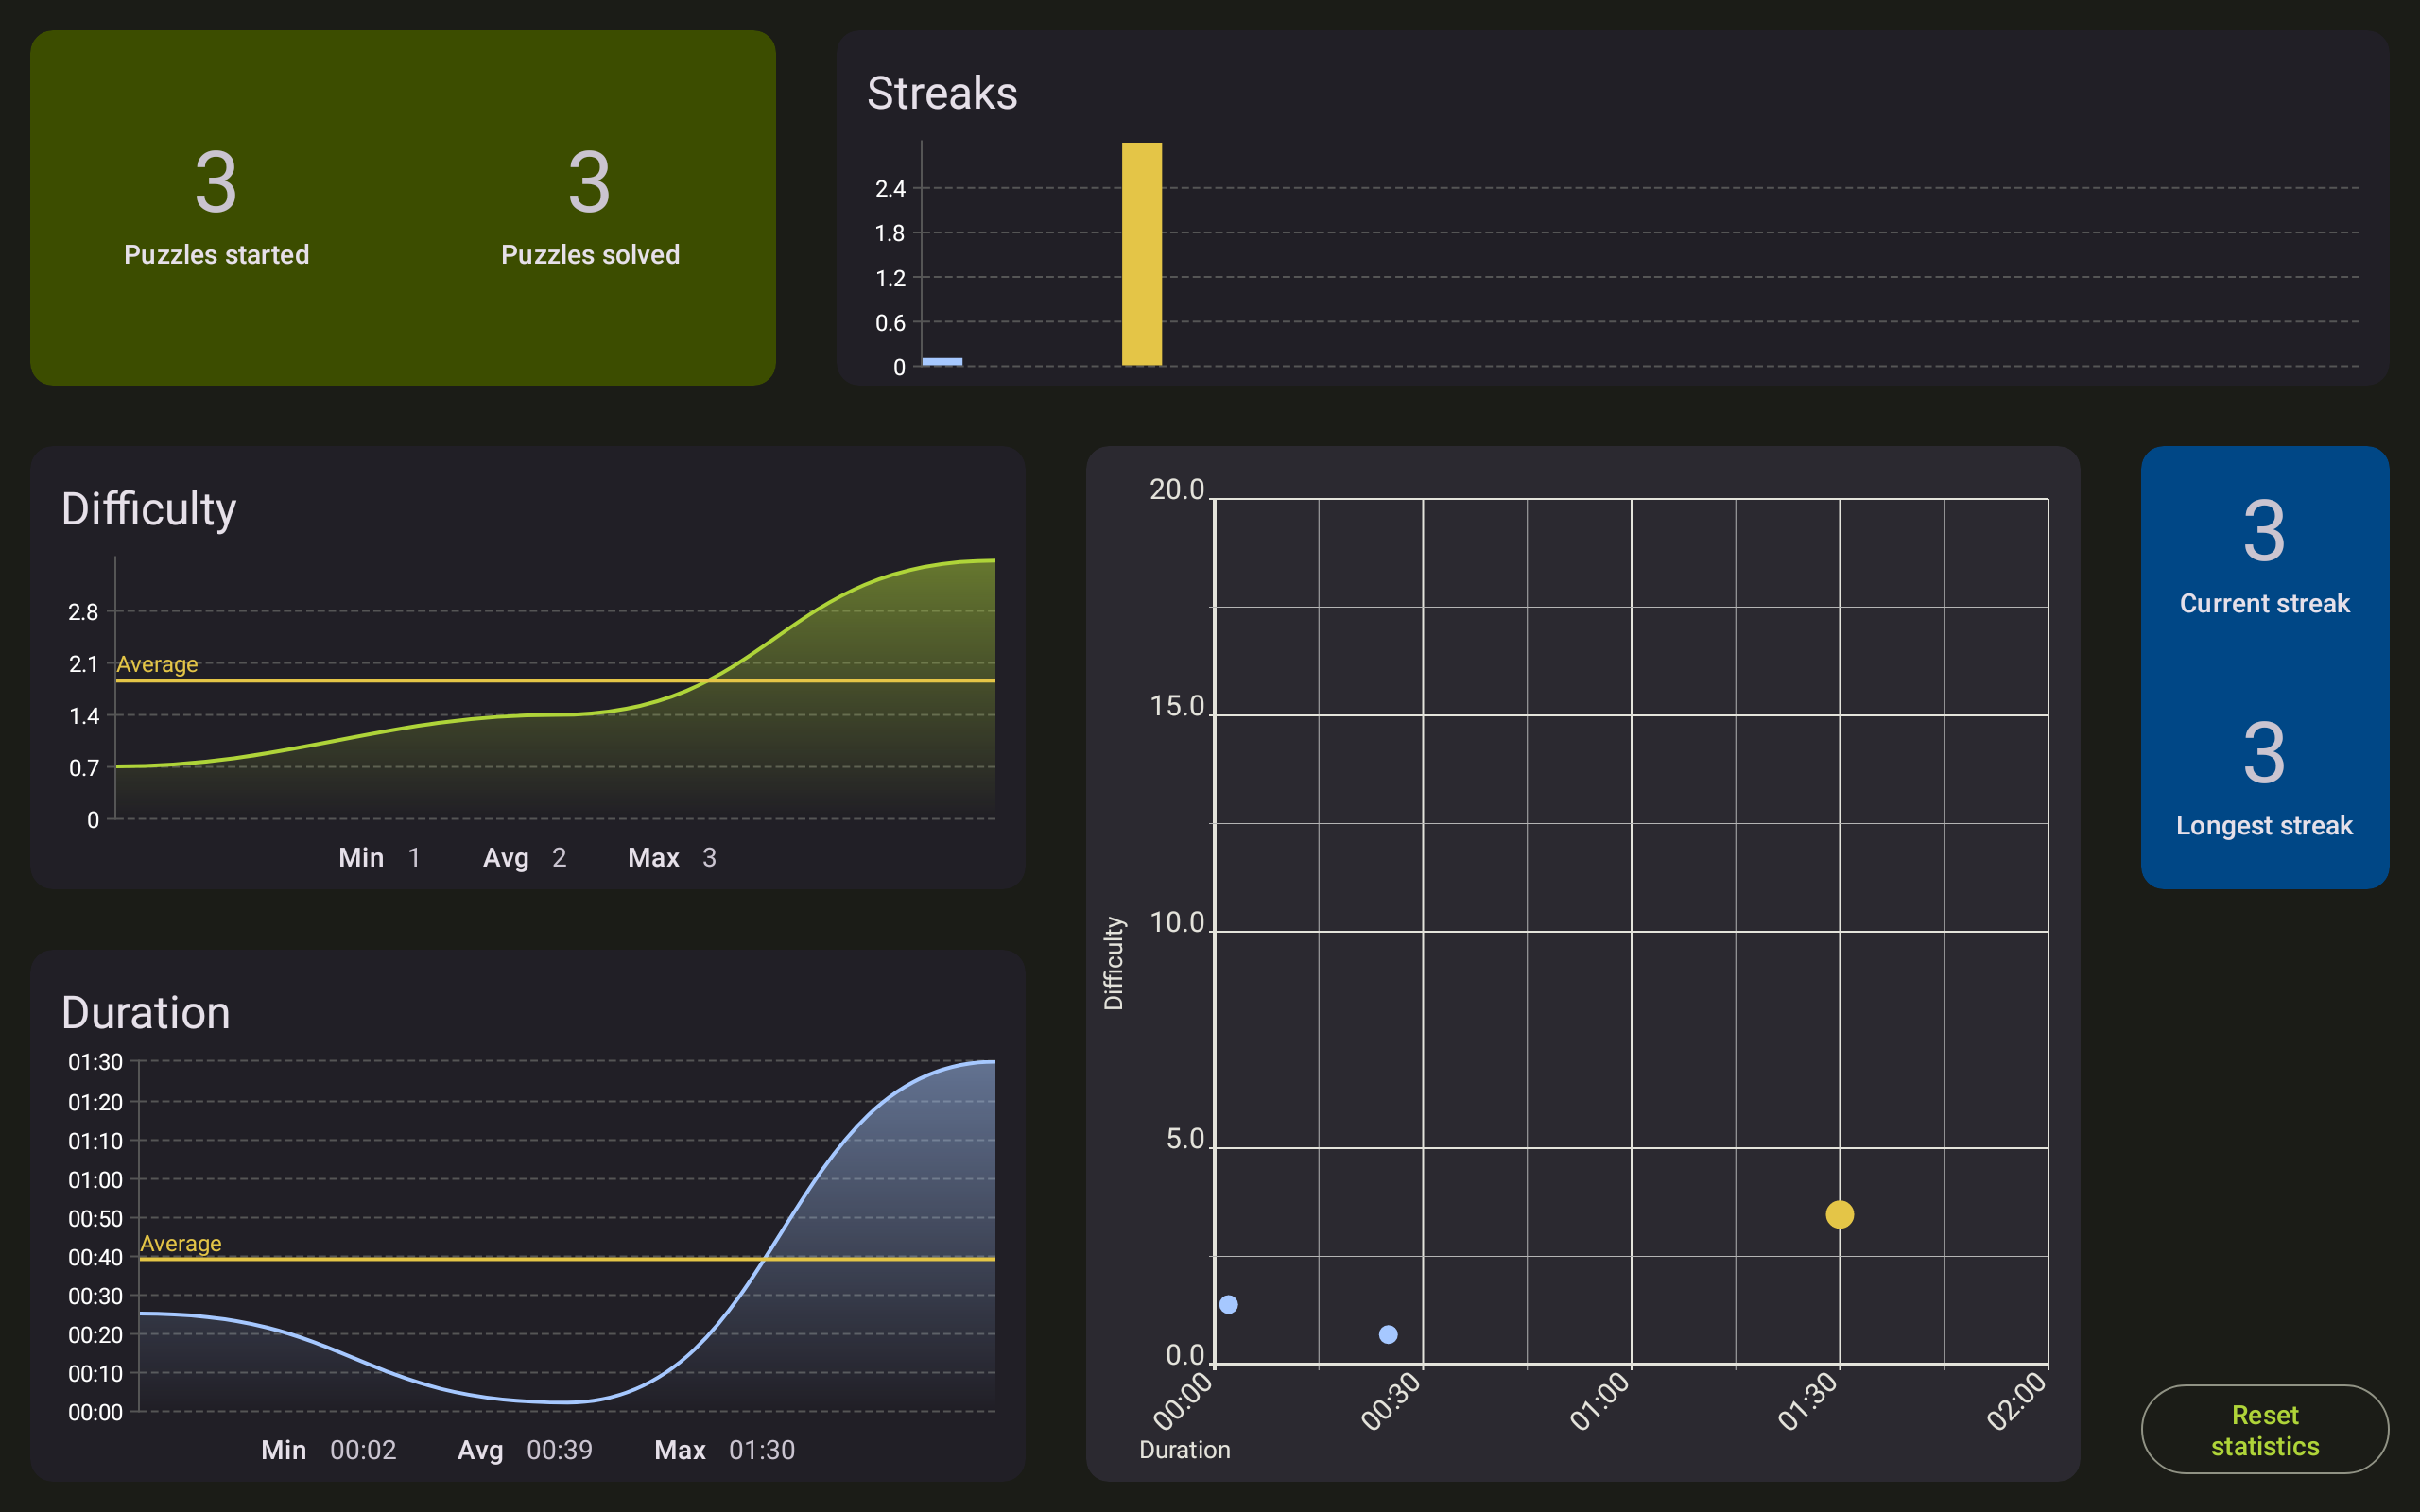 3
Puzzles started
3
Puzzles solved
Streaks
2.4
1.8
1.2
0.6
0
Difficulty
2.8
2.1
Average
1.4
0.7
0
Min 1 Avg 2 Max 3
Duration
01:30
01:20
01:10
01:00
00:50
Average
00:40
00:30
00:20
00:10
00:00
Min 00:02 Avg 00:39 Max 01:30
20.0
15.0
10.0
5.0
0.0
Difficulty
00:00 00:30 01:00 01:30 02:00
Duration
3
Current streak
3
Longest streak
Reset
statistics